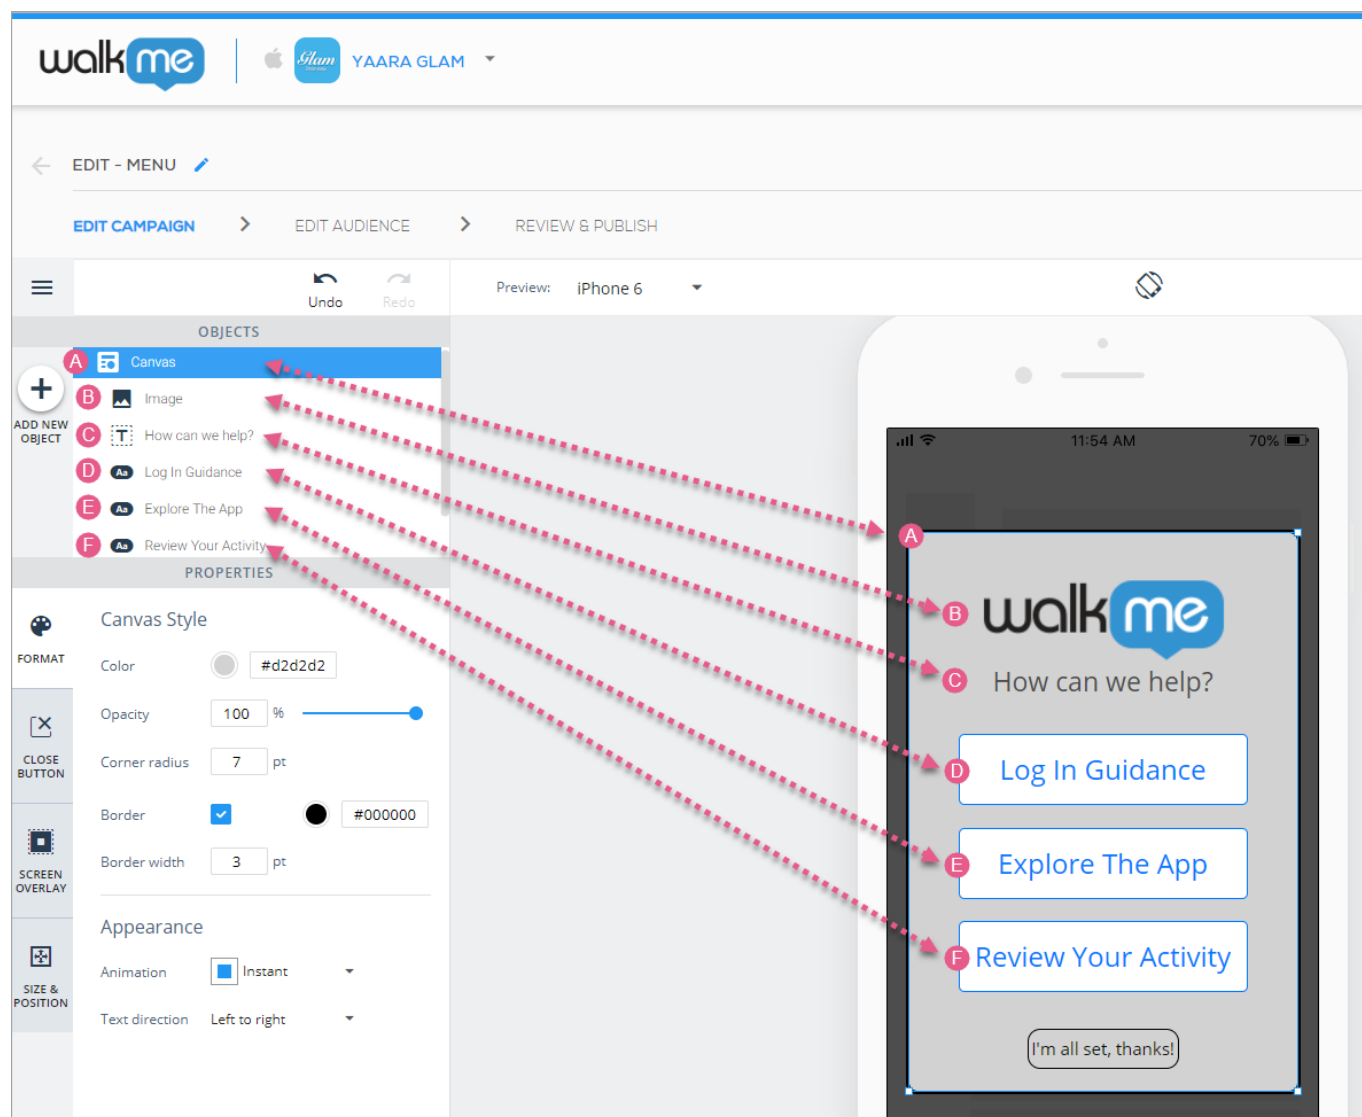 walkme
Glam
YAARA GLAM
EDIT - MENU
EDIT CAMPAIGN
EDIT AUDIENCE
REVIEW & PUBLISH
Undo
Redo
Preview:
iPhone 6
OBJECTS
ADD NEW
OBJECT
A Canvas
B Image
C T How can we help?
D Aa Log In Guidance
E Aa Explore The App
F Aa Review Your Activity
PROPERTIES
FORMAT
CLOSE
BUTTON
SCREEN
OVERLAY
SIZE &
POSITION
Canvas Style
Color #d2d2d2
Opacity 100 %
Corner radius 7 pt
Border #000000
Border width 3 pt
Appearance
Animation Instant
Text direction Left to right
11:54 AM 70%
A
B walkme
C How can we help?
D Log In Guidance
E Explore The App
F Review Your Activity
I'm all set, thanks!